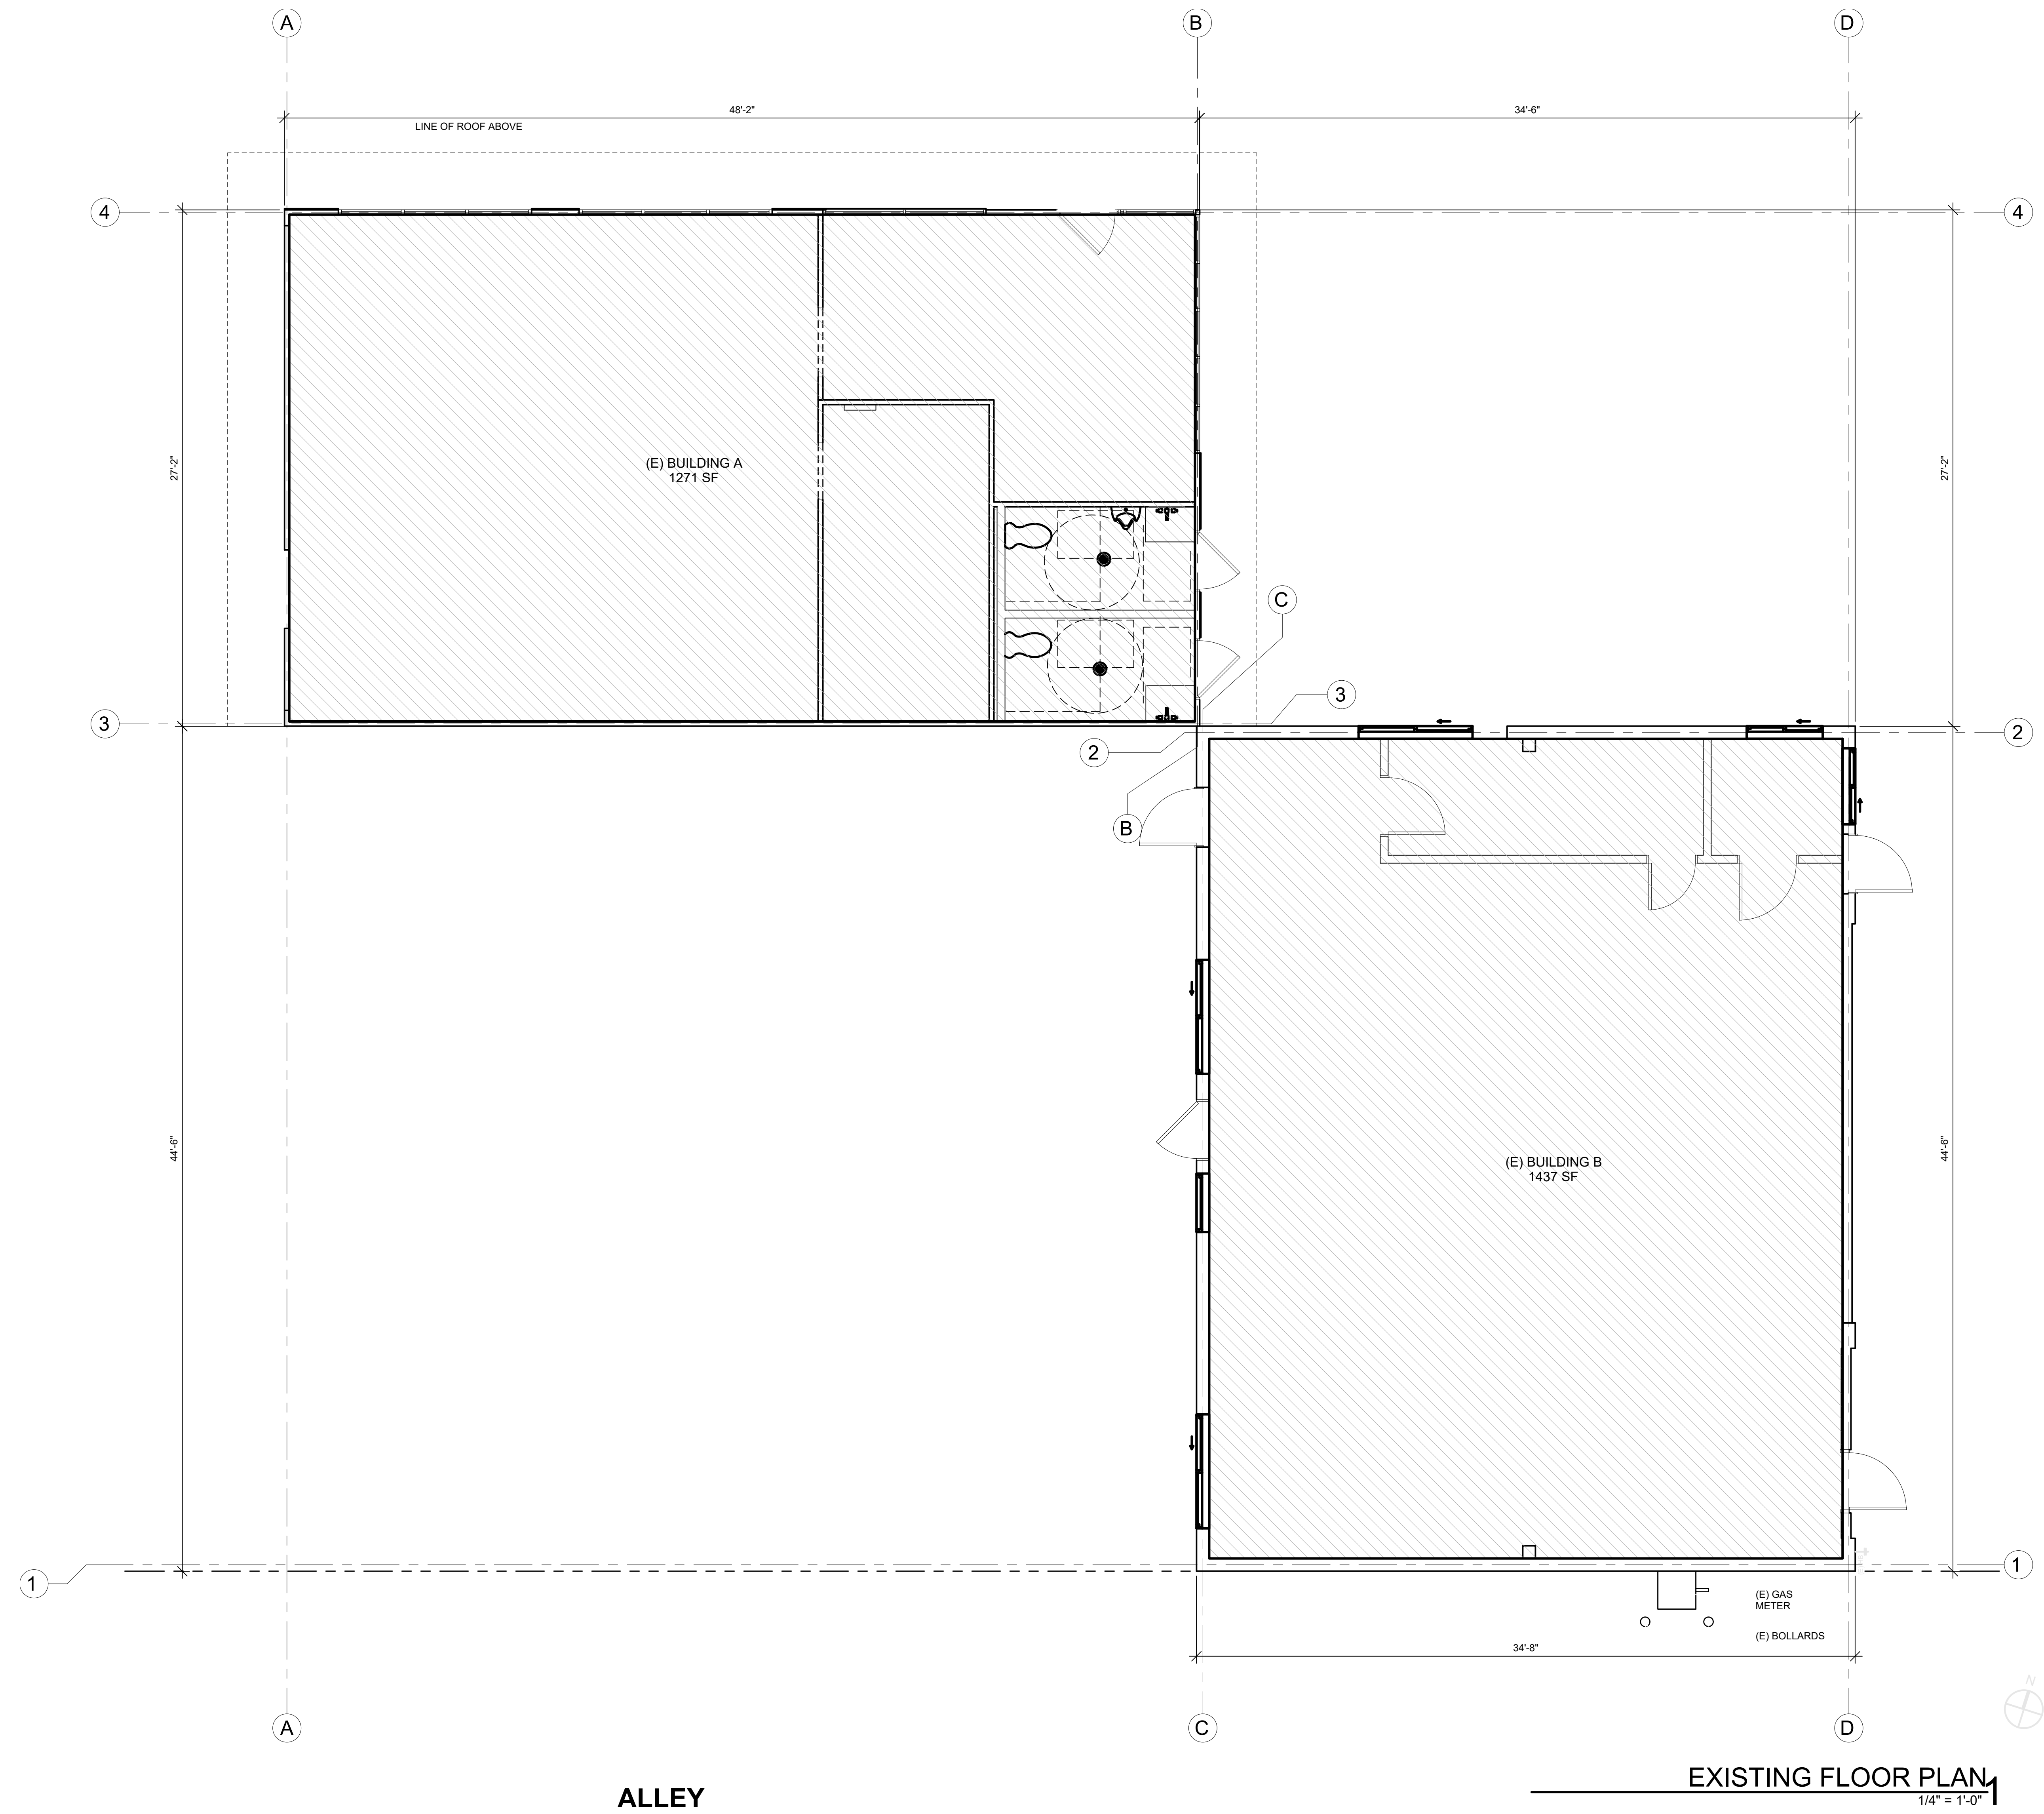 A
B
D
48'-2"
34'-6"
LINE OF ROOF ABOVE
4
4
27'-2"
(E) BUILDING A
1271 SF
27'-2"
C
3
3
2
2
B
44'-6"
(E) BUILDING B
1437 SF
44'-6"
1
1
(E) GAS
METER
(E) BOLLARDS
34'-8"
N
A
C
D
EXISTING FLOOR PLAN
1
1/4" = 1'-0"
ALLEY